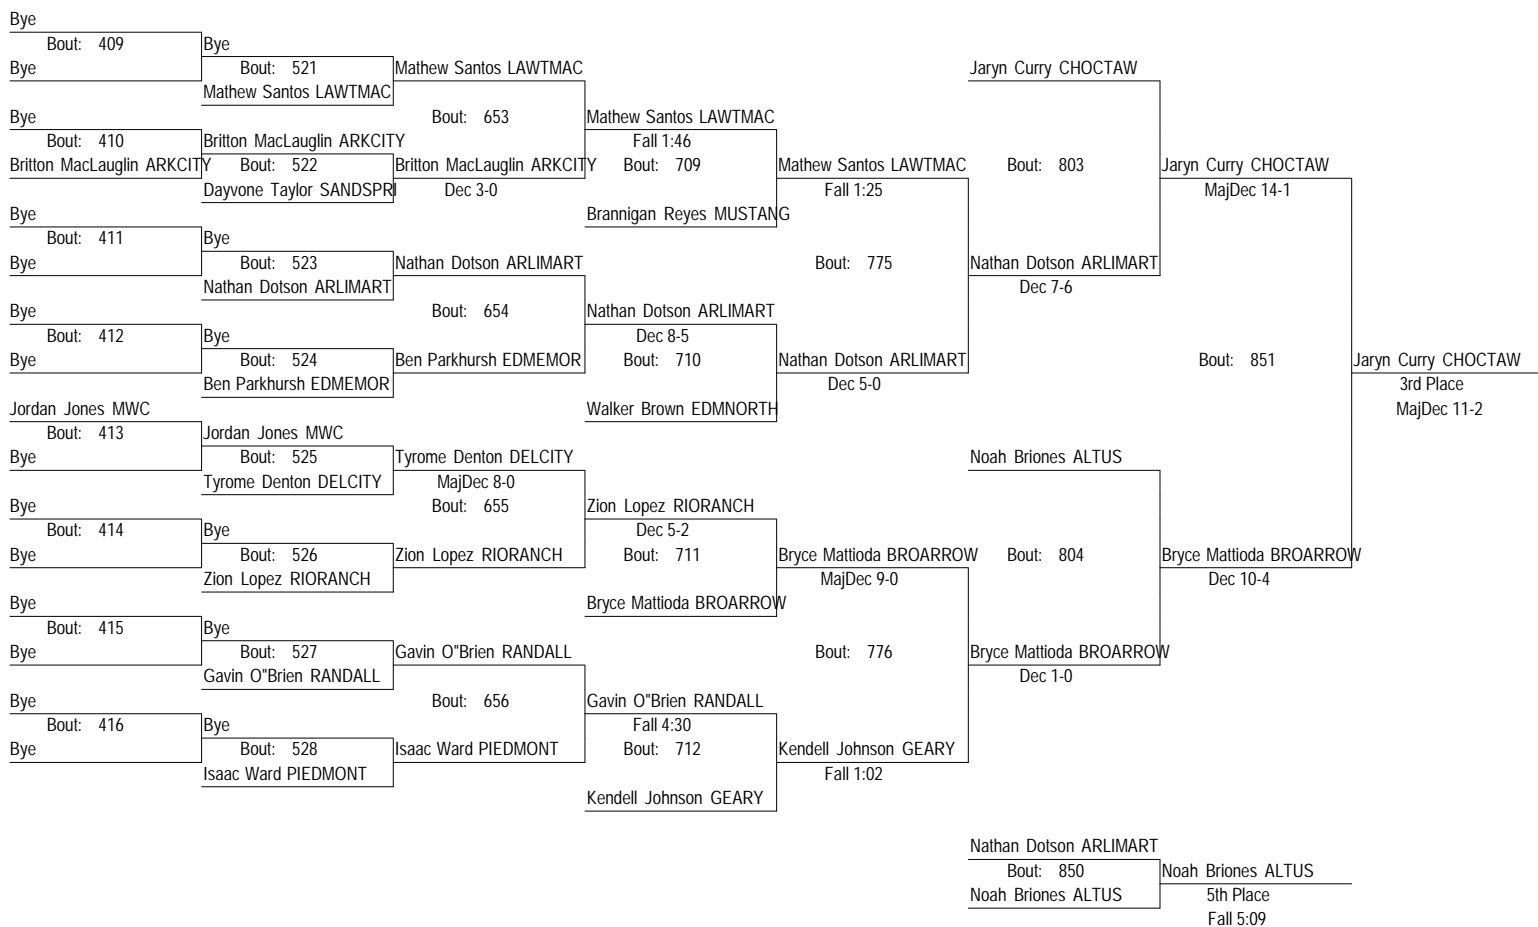 Bye
Bout: 409
Bye
Bye
Bout: 521
Mathew Santos LAWTMAC
Mathew Santos LAWTMAC
Jaryn Curry CHOCTAW
Bye
Bout: 410
Britton MacLauglin ARKCITY
Britton MacLauglin ARKCITY
Bout: 522
Dayvone Taylor SANDSPRI
Bout: 653
Britton MacLauglin ARKCITY
Dec 3-0
Mathew Santos LAWTMAC
Fall 1:46
Bout: 709
Brannigan Reyes MUSTANG
Mathew Santos LAWTMAC
Fall 1:25
Bout: 803
Jaryn Curry CHOCTAW
MajDec 14-1
Bye
Bout: 411
Bye
Bye
Bout: 523
Nathan Dotson ARLIMART
Nathan Dotson ARLIMART
Bout: 775
Nathan Dotson ARLIMART
Dec 7-6
Bye
Bout: 412
Bye
Bye
Bout: 524
Ben Parkhursh EDMEMOR
Bout: 654
Ben Parkhursh EDMEMOR
Nathan Dotson ARLIMART
Dec 8-5
Bout: 710
Walker Brown EDMNORTH
Nathan Dotson ARLIMART
Dec 5-0
Bout: 851
Jaryn Curry CHOCTAW
3rd Place
MajDec 11-2
Jordan Jones MWC
Bout: 413
Bye
Jordan Jones MWC
Bout: 525
Tyrome Denton DELCITY
Tyrome Denton DELCITY
MajDec 8-0
Bout: 655
Noah Briones ALTUS
Bye
Bout: 414
Bye
Bye
Bout: 526
Zion Lopez RIORANCH
Zion Lopez RIORANCH
Zion Lopez RIORANCH
Dec 5-2
Bout: 711
Bryce Mattioda BROARROW
Bryce Mattioda BROARROW
MajDec 9-0
Bout: 804
Bryce Mattioda BROARROW
Dec 10-4
Bye
Bout: 415
Bye
Bye
Bout: 527
Gavin O"Brien RANDALL
Gavin O"Brien RANDALL
Bout: 776
Bryce Mattioda BROARROW
Dec 1-0
Bye
Bout: 416
Bye
Bye
Bout: 528
Isaac Ward PIEDMONT
Bout: 656
Isaac Ward PIEDMONT
Gavin O"Brien RANDALL
Fall 4:30
Bout: 712
Kendell Johnson GEARY
Kendell Johnson GEARY
Fall 1:02
Nathan Dotson ARLIMART
Bout: 850
Noah Briones ALTUS
Noah Briones ALTUS
5th Place
Fall 5:09